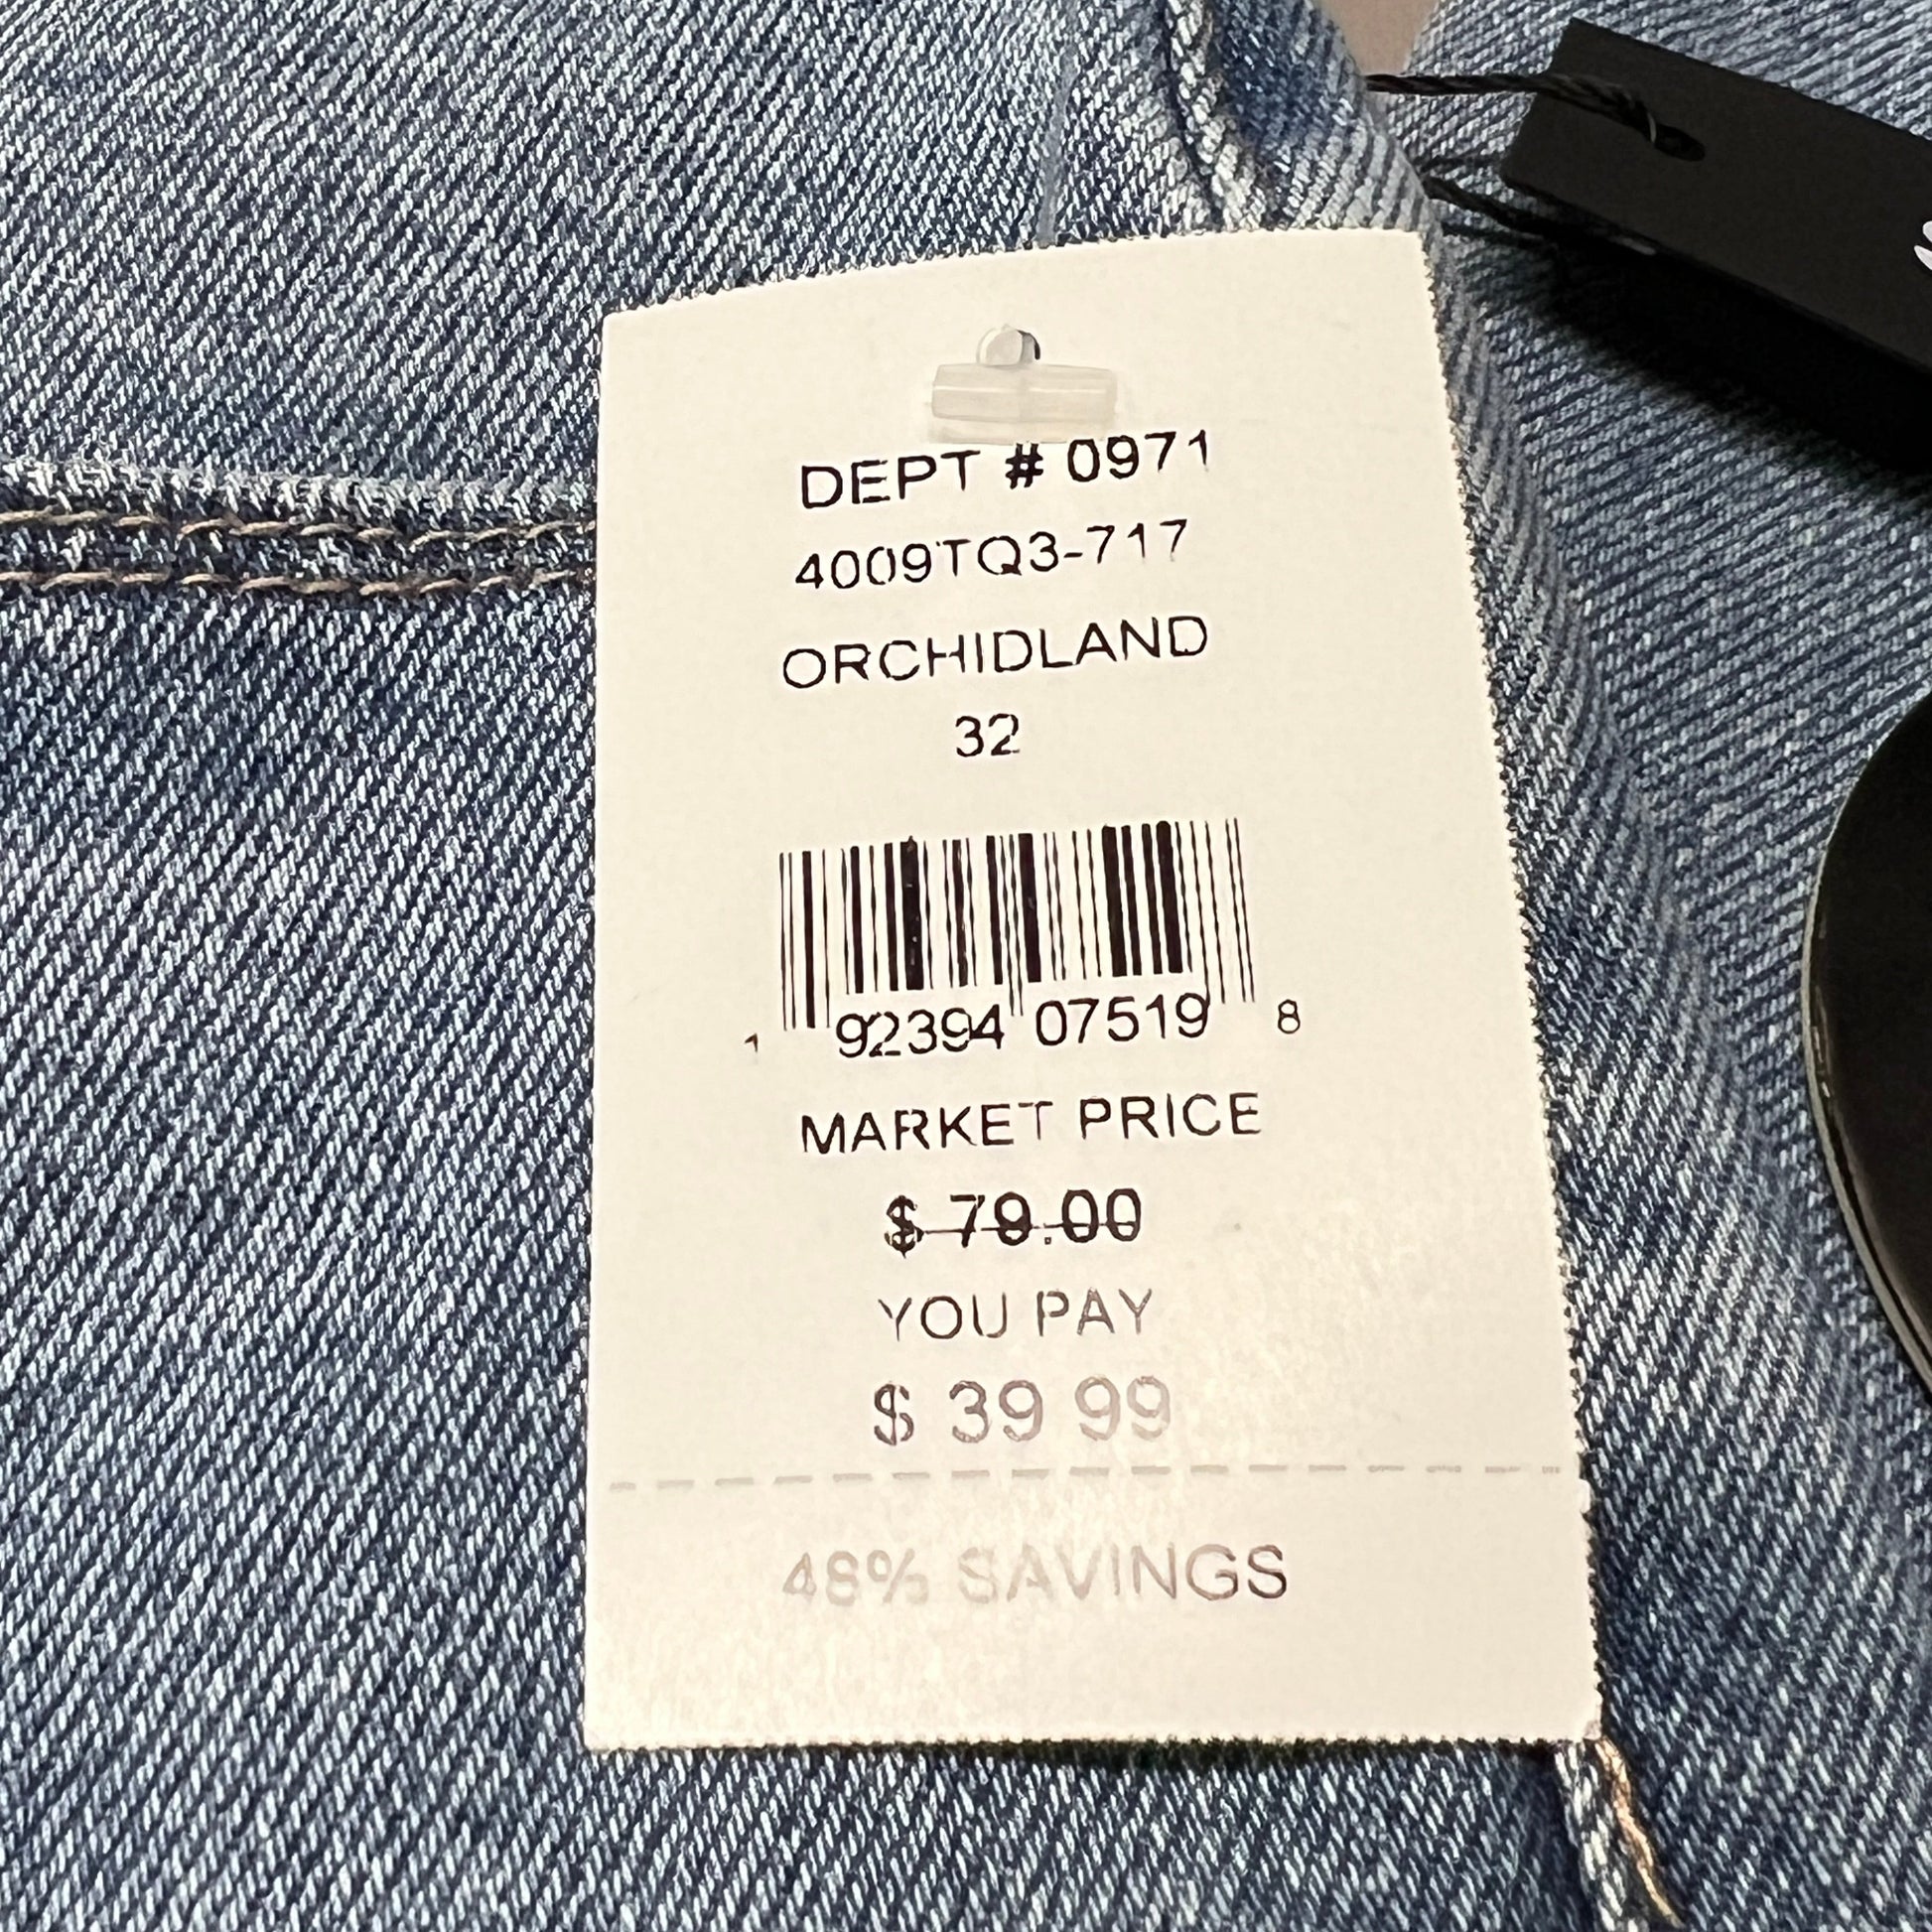 DEPT # 0971
4009TQ3-717
ORCHIDLAND
32
1 92394 07519 8
MARKET PRICE
$ 79.00
YOU PAY
$ 39 99
48% SAVINGS